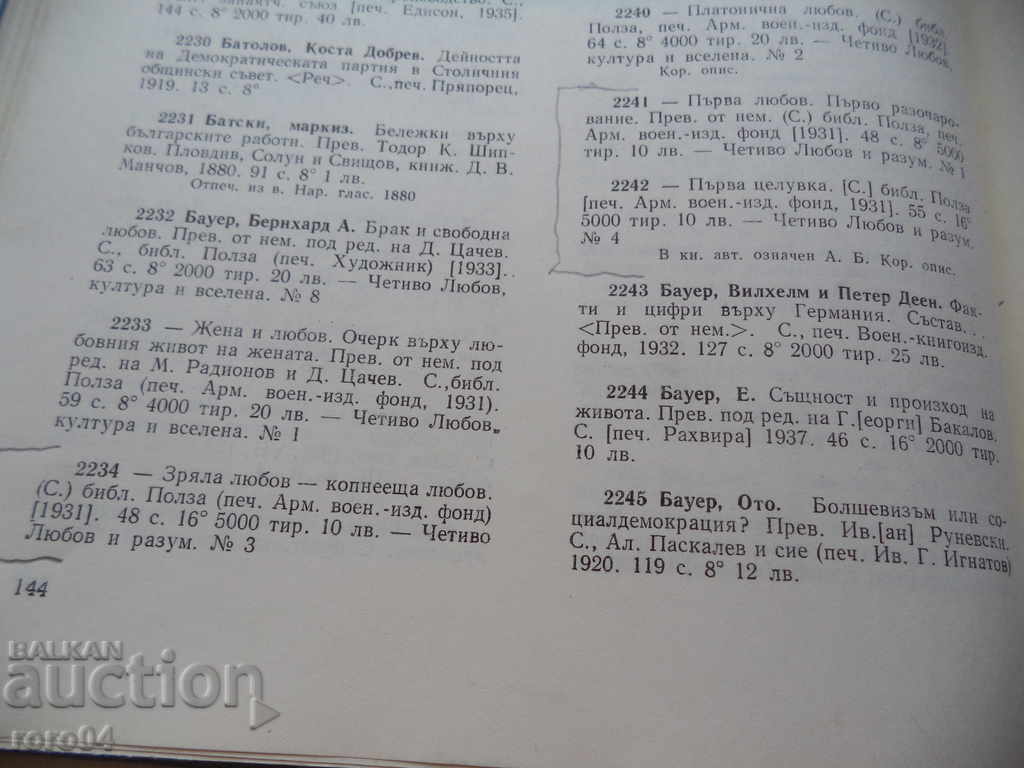 144 с. 8° 2000 тир. 40 лв. съюз [печ. Едисон, 1935].
2230 Батолов, Коста Добрев. Дейността
на Демократическата партия в Столичния
общински съвет. <Реч>. С., печ. Пряпорец,
1919. 13 с. 8°
2231 Батски, маркиз. Бележки върху
българските работи. Прев. Тодор К. Шип-
ков. Пловдив, Солун и Свищов, книж. Д. В.
Манчов, 1880. 91 с. 8° 1 лв.
Отпеч. из в. Нар. глас. 1880
2232 Бауер, Бернхард А. Брак и свободна
любов. Прев. от нем. под ред. на Д. Цачев.
С., библ. Полза (печ. Художник) [1933].
63 с. 8° 2000 тир. 20 лв. — Четиво Любов,
култура и вселена. № 8
2233 — Жена и любов. Очерк върху лю-
бовния живот на жената. Прев. от нем. под
ред. на М. Радионов и Д. Цачев. С., библ.
Полза (печ. Арм. воен.-изд. фонд, 1931).
59 с. 8° 4000 тир. 20 лв. — Четиво Любов,
култура и вселена. № 1
2234 — Зряла любов — копнееща любов.
(С.) библ. Полза (печ. Арм. воен.-изд. фонд)
[1931]. 48 с. 16° 5000 тир. 10 лв. — Четиво
Любов и разум. № 3
144
2240 — Платонична любов. (С.) библ.
Полза, печ. Арм. воен.-изд. фонд [1932].
64 с. 8° 4000 тир. 20 лв. — Четиво Любов,
култура и вселена. № 2
Кор. опис.
2241 — Първа любов. Първо разочаро-
вание. Прев. от нем. (С.) библ. Полза, печ.
Арм. воен.-изд. фонд [1931]. 48 с. 8° 5000
тир. 10 лв. — Четиво Любов и разум. № 1
2242 — Първа целувка. [С.] библ. Полза
[печ. Арм. воен.-изд. фонд, 1931]. 55 с. 16°
5000 тир. 10 лв. — Четиво Любов и разум.
№ 4
В кн. авт. означен А. Б. Кор. опис.
2243 Бауер, Вилхелм и Петер Деен. Фак-
ти и цифри върху Германия. Състав. . .
<Прев. от нем.>. С., печ. Воен.-книгоизд.
фонд, 1932. 127 с. 8° 2000 тир. 25 лв.
2244 Бауер, Е. Същност и произход на
живота. Прев. под ред. на Г.[еорги] Бакалов.
С. [печ. Рахвира] 1937. 46 с. 16° 2000 тир.
10 лв.
2245 Бауер, Ото. Болшевизъм или со-
циалдемокрация? Прев. Ив.[ан] Руневски.
С., Ал. Паскалев и сие (печ. Ив. Г. Игнатов)
1920. 119 с. 8° 12 лв.
BALKAN
auction
roro04